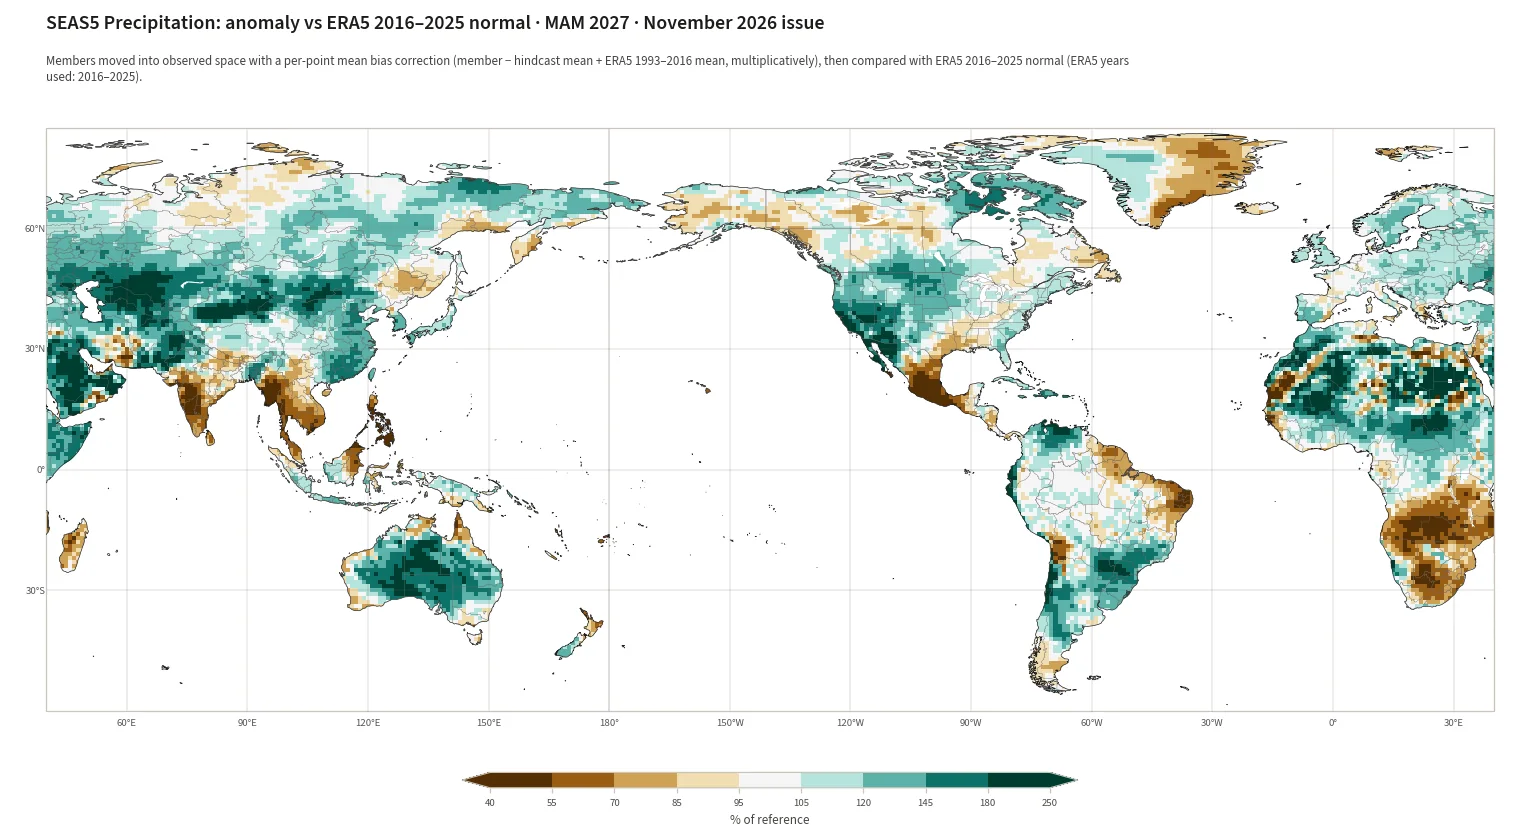 SEAS5 Precipitation: anomaly vs ERA5 2016–2025 normal · MAM 2027 · November 2026 issue
Members moved into observed space with a per-point mean bias correction (member − hindcast mean + ERA5 1993–2016 mean, multiplicatively), then compared with ERA5 2016–2025 normal (ERA5 years
used: 2016–2025).
60°N
30°N
0°
30°S
60°E 90°E 120°E 150°E 180° 150°W 120°W 90°W 60°W 30°W 0° 30°E
40 55 70 85 95 105 120 145 180 250
% of reference